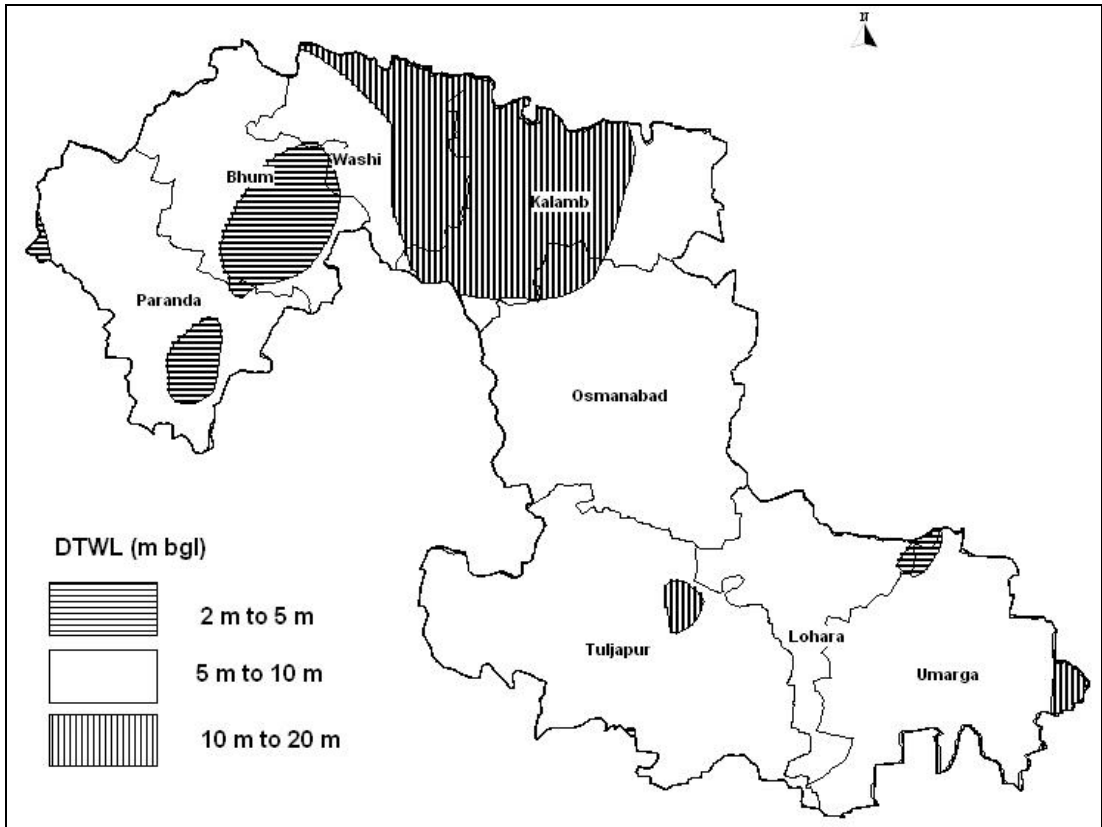 N
Washi
Bhum
Kalamb
Paranda
Osmanabad
DTWL (m bgl)
2 m to 5 m
5 m to 10 m
10 m to 20 m
Lohara
Tuljapur
Umarga